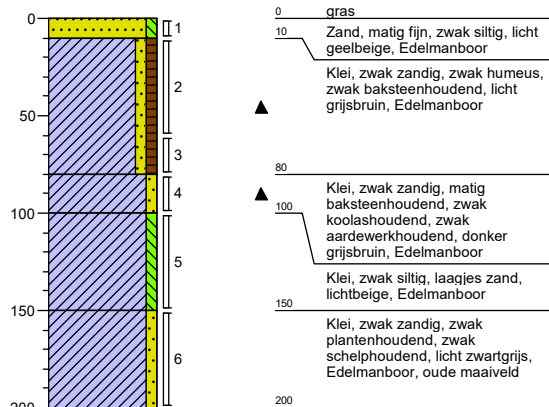 0
50
100
150
200
1
2
3
4
5
6
0
gras
10
Zand, matig fijn, zwak siltig, licht
geelbeige, Edelmanboor
Klei, zwak zandig, zwak humeus,
zwak baksteenhoudend, licht
grijsbruin, Edelmanboor
80
Klei, zwak zandig, matig
baksteenhoudend, zwak
koolashoudend, zwak
aardewerkhoudend, donker
grijsbruin, Edelmanboor
100
Klei, zwak siltig, laagjes zand,
lichtbeige, Edelmanboor
150
Klei, zwak zandig, zwak
plantenhoudend, zwak
schelphoudend, licht zwartgrijs,
Edelmanboor, oude maaiveld
200